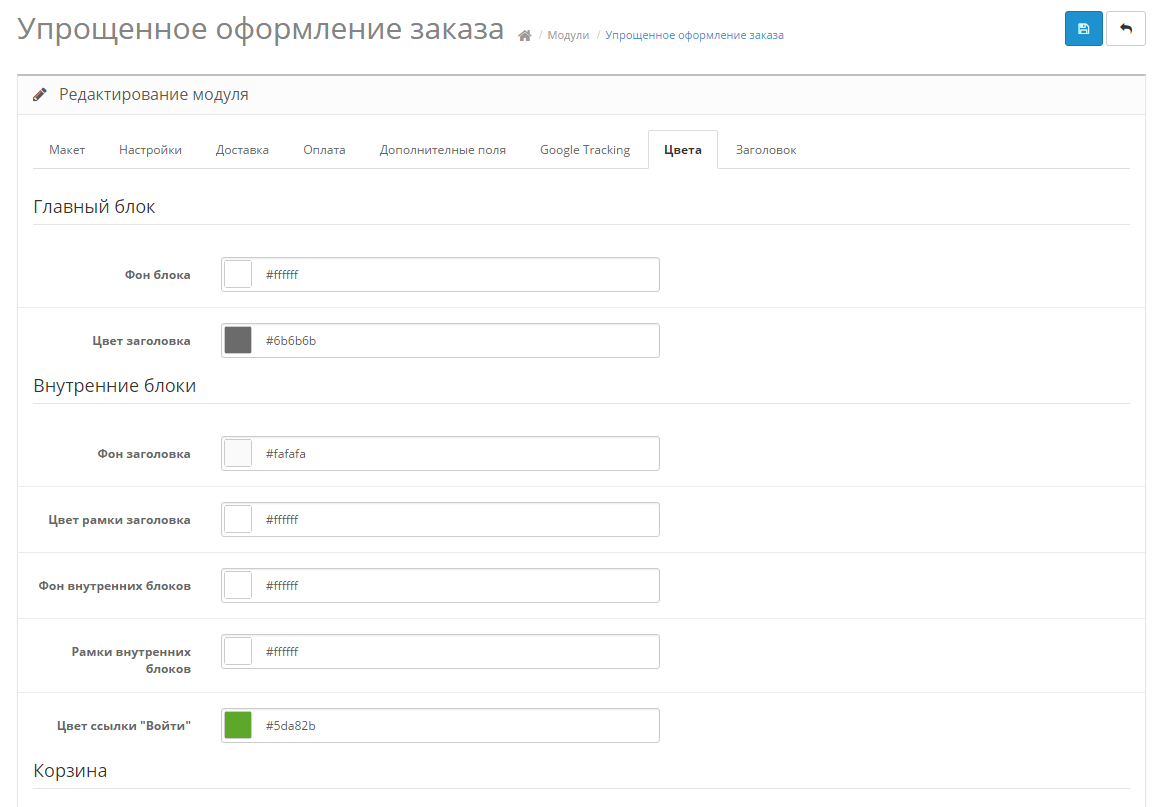 Упрощенное оформление заказа / Модули / Упрощенное оформление заказа
Редактирование модуля
Макет Настройки Доставка Оплата Дополнителные поля Google Tracking Цвета Заголовок
Главный блок
Фон блока #ffffff
Цвет заголовка #6b6b6b
Внутренние блоки
Фон заголовка #fafafa
Цвет рамки заголовка #ffffff
Фон внутренних блоков #ffffff
Рамки внутренних #ffffff
блоков
Цвет ссылки "Войти" #5da82b
Корзина